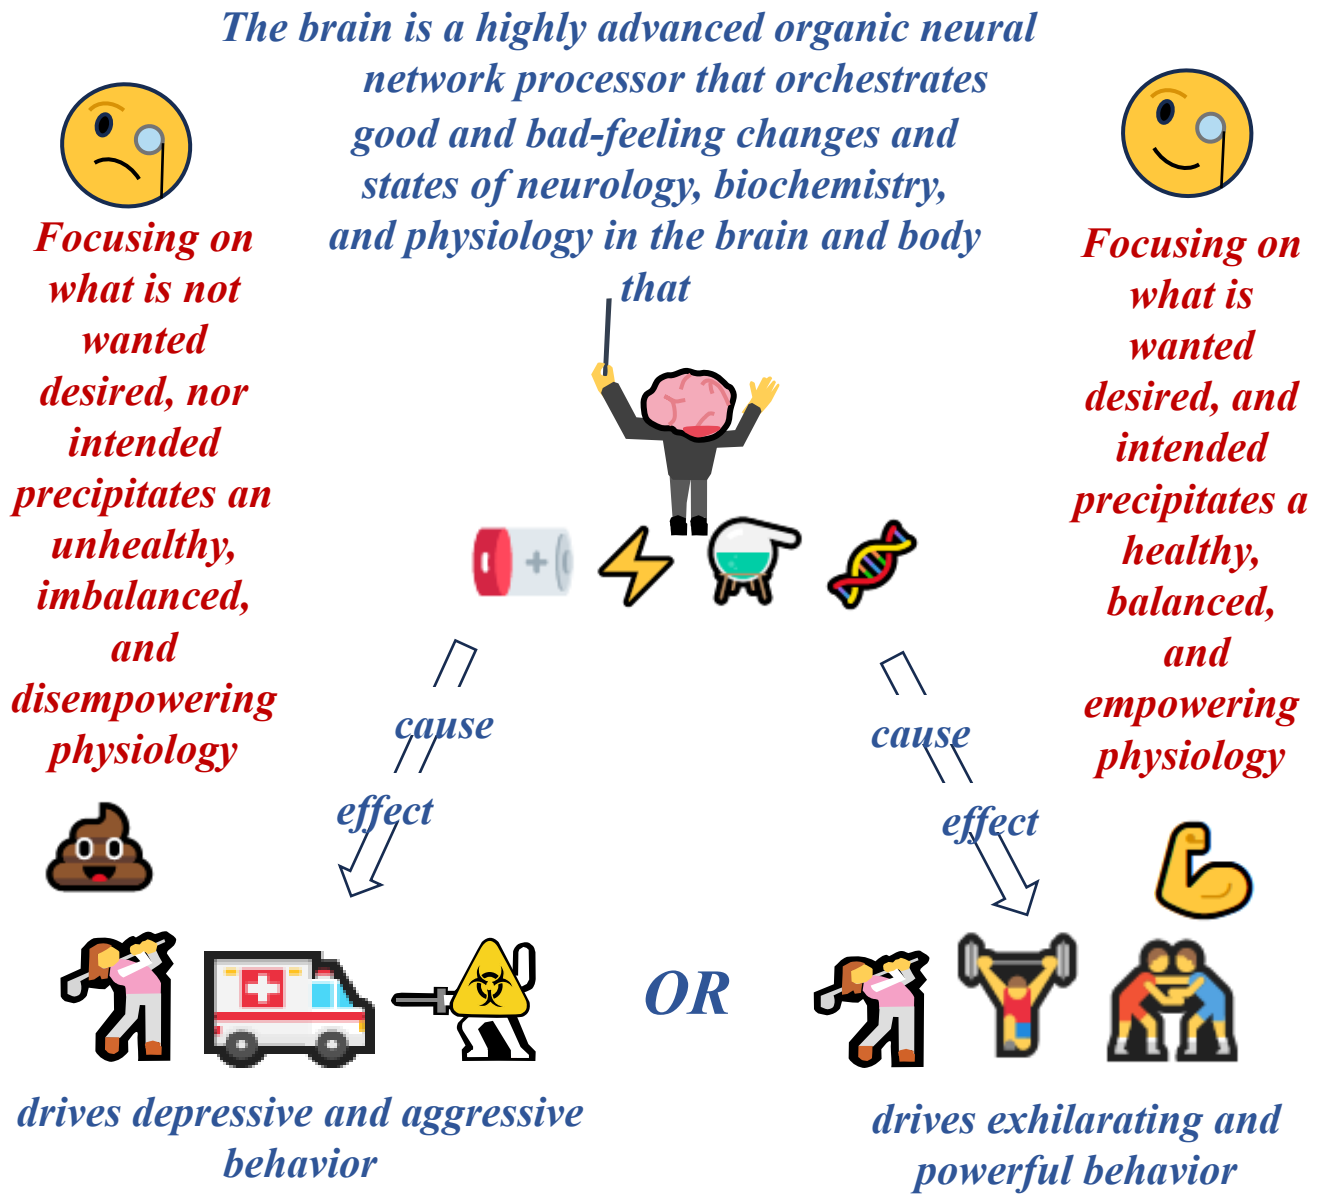 The brain is a highly advanced organic neural
network processor that orchestrates
good and bad-feeling changes and
states of neurology, biochemistry,
and physiology in the brain and body
that
Focusing on
what is not
wanted
desired, nor
intended
precipitates an
unhealthy,
imbalanced,
and
disempowering
physiology
Focusing on
what is
wanted
desired, and
intended
precipitates a
healthy,
balanced,
and
empowering
physiology
cause
effect
cause
effect
OR
drives depressive and aggressive
behavior
drives exhilarating and
powerful behavior